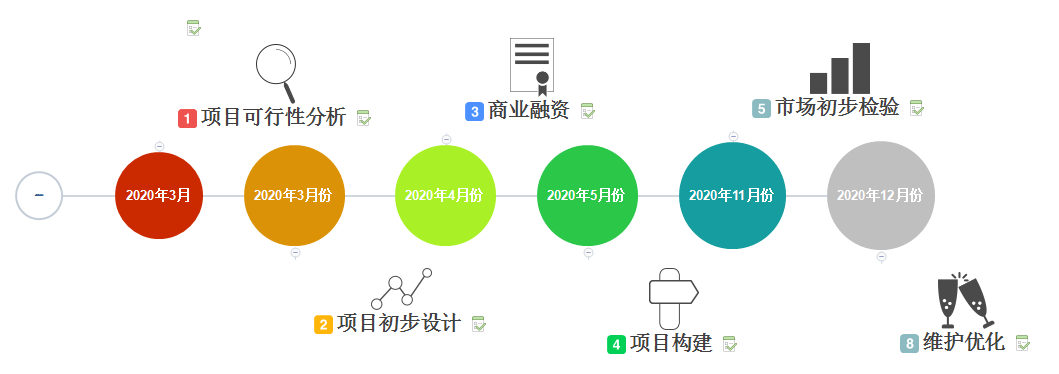 1 项目可行性分析
3 商业融资
5 市场初步检验
2020年3月
2020年3月份
2020年4月份
2020年5月份
2020年11月份
2020年12月份
2 项目初步设计
4 项目构建
8 维护优化